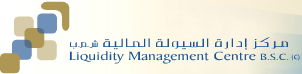 مركز إدارة السيولة المالية ش.م.ب
Liquidity Management Centre B.S.C. (c)